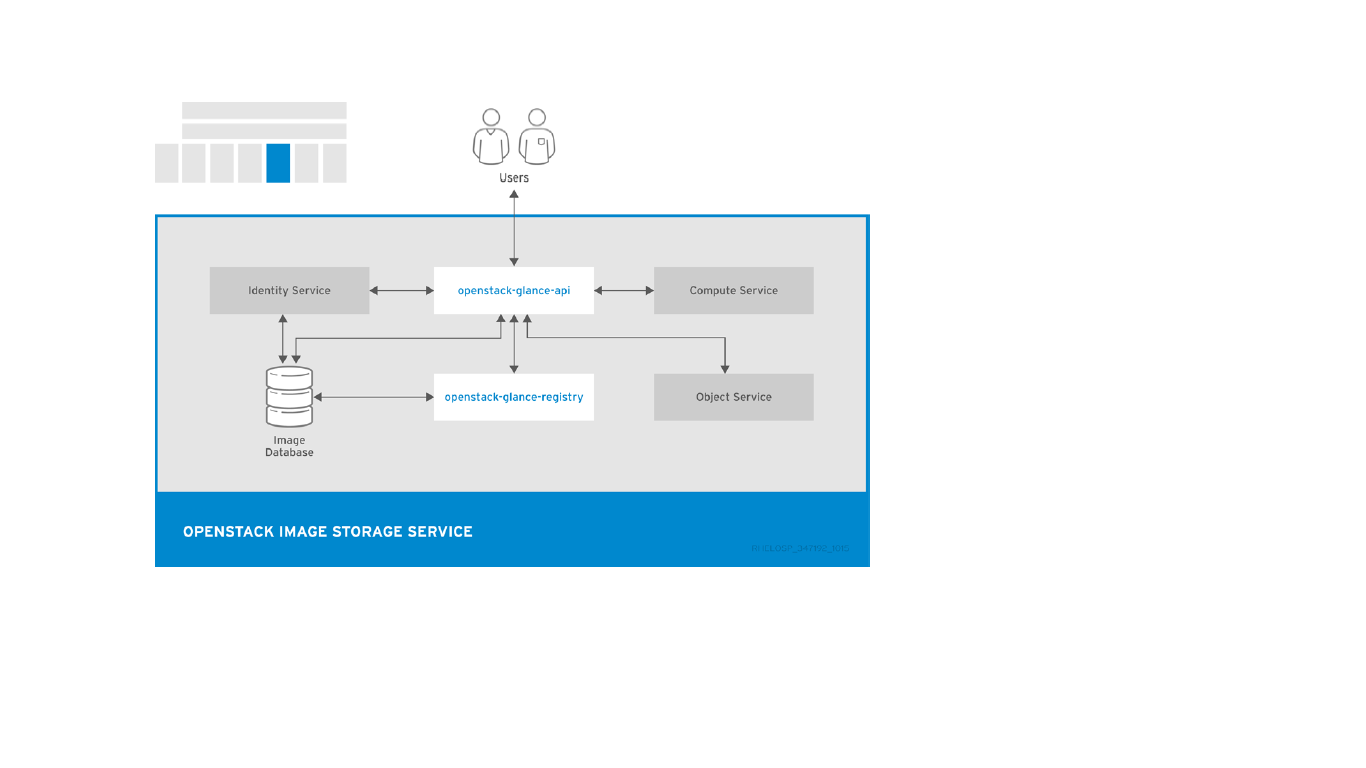 Users
Identity Service
openstack-glance-api
Compute Service
openstack-glance-registry
Object Service
Image
Database
OPENSTACK IMAGE STORAGE SERVICE